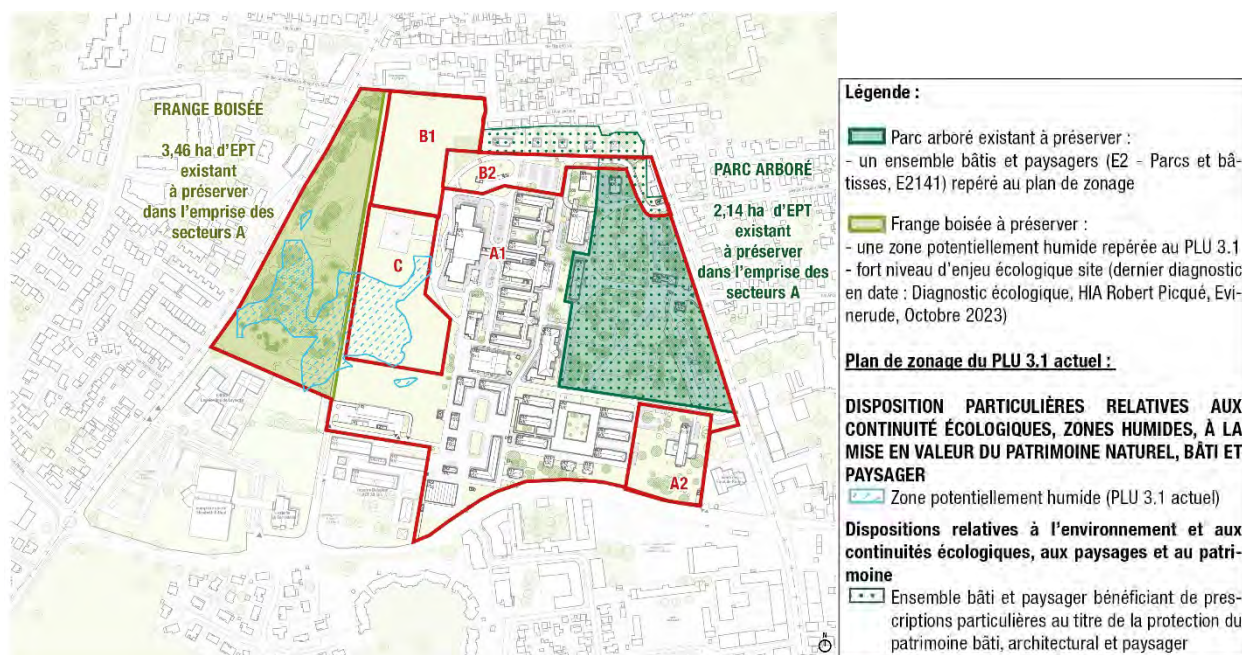 FRANGE BOISÉE
3,46 ha d'EPT
existant
à préserver
dans l'emprise des
secteurs A
B1
B2
A1
C
A2
PARC ARBORÉ
2,14 ha d'EPT
existant
à préserver
dans l'emprise des
secteurs A
N
Légende :
Parc arboré existant à préserver :
- un ensemble bâtis et paysagers (E2 - Parcs et bâ-
tisses, E2141) repéré au plan de zonage
Frange boisée à préserver :
- une zone potentiellement humide repérée au PLU 3.1
- fort niveau d'enjeu écologique site (dernier diagnostic
en date : Diagnostic écologique, HIA Robert Picqué, Evi-
nerude, Octobre 2023)
Plan de zonage du PLU 3.1 actuel :
DISPOSITION PARTICULIÈRES RELATIVES AUX
CONTINUITÉ ÉCOLOGIQUES, ZONES HUMIDES, À LA
MISE EN VALEUR DU PATRIMOINE NATUREL, BÂTI ET
PAYSAGER
Zone potentiellement humide (PLU 3.1 actuel)
Dispositions relatives à l'environnement et aux
continuités écologiques, aux paysages et au patri-
moine
Ensemble bâti et paysager bénéficiant de pres-
criptions particulières au titre de la protection du
patrimoine bâti, architectural et paysager